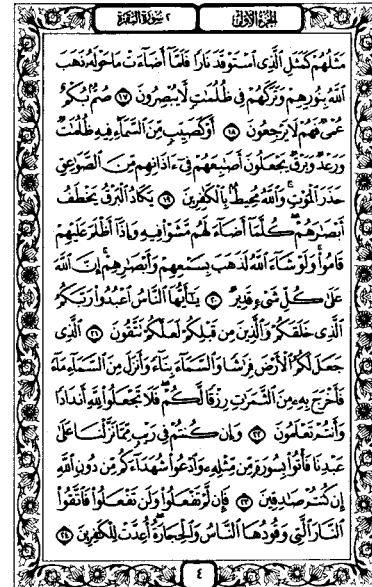 الجزء الأول
٢ سورة البقرة
مَثَلُهُمْ كَمَثَلِ ٱلَّذِى ٱسْتَوْقَدَ نَارًا فَلَمَّآ أَضَآءَتْ مَا حَوْلَهُۥ ذَهَبَ
ٱللَّهُ بِنُورِهِمْ وَتَرَكَهُمْ فِى ظُلُمَٰتٍ لَّا يُبْصِرُونَ ١٧ صُمٌّۢ بُكْمٌ
عُمْىٌ فَهُمْ لَا يَرْجِعُونَ ١٨ أَوْ كَصَيِّبٍ مِّنَ ٱلسَّمَآءِ فِيهِ ظُلُمَٰتٌ
وَرَعْدٌ وَبَرْقٌ يَجْعَلُونَ أَصَٰبِعَهُمْ فِىٓ ءَاذَانِهِم مِّنَ ٱلصَّوَٰعِقِ
حَذَرَ ٱلْمَوْتِ ۚ وَٱللَّهُ مُحِيطٌۢ بِٱلْكَٰفِرِينَ ١٩ يَكَادُ ٱلْبَرْقُ يَخْطَفُ
أَبْصَٰرَهُمْ ۖ كُلَّمَآ أَضَآءَ لَهُم مَّشَوْا۟ فِيهِ وَإِذَآ أَظْلَمَ عَلَيْهِمْ
قَامُوا۟ ۚ وَلَوْ شَآءَ ٱللَّهُ لَذَهَبَ بِسَمْعِهِمْ وَأَبْصَٰرِهِمْ ۚ إِنَّ ٱللَّهَ
عَلَىٰ كُلِّ شَىْءٍ قَدِيرٌ ٢٠ يَٰٓأَيُّهَا ٱلنَّاسُ ٱعْبُدُوا۟ رَبَّكُمُ
ٱلَّذِى خَلَقَكُمْ وَٱلَّذِينَ مِن قَبْلِكُمْ لَعَلَّكُمْ تَتَّقُونَ ٢١ ٱلَّذِى
جَعَلَ لَكُمُ ٱلْأَرْضَ فِرَٰشًا وَٱلسَّمَآءَ بِنَآءً وَأَنزَلَ مِنَ ٱلسَّمَآءِ مَآءً
فَأَخْرَجَ بِهِۦ مِنَ ٱلثَّمَرَٰتِ رِزْقًا لَّكُمْ ۖ فَلَا تَجْعَلُوا۟ لِلَّهِ أَندَادًا
وَأَنتُمْ تَعْلَمُونَ ٢٢ وَإِن كُنتُمْ فِى رَيْبٍ مِّمَّا نَزَّلْنَا عَلَىٰ
عَبْدِنَا فَأْتُوا۟ بِسُورَةٍ مِّن مِّثْلِهِۦ وَٱدْعُوا۟ شُهَدَآءَكُم مِّن دُونِ ٱللَّهِ
إِن كُنتُمْ صَٰدِقِينَ ٢٣ فَإِن لَّمْ تَفْعَلُوا۟ وَلَن تَفْعَلُوا۟ فَٱتَّقُوا۟
ٱلنَّارَ ٱلَّتِى وَقُودُهَا ٱلنَّاسُ وَٱلْحِجَارَةُ ۖ أُعِدَّتْ لِلْكَٰفِرِينَ ٢٤
٤